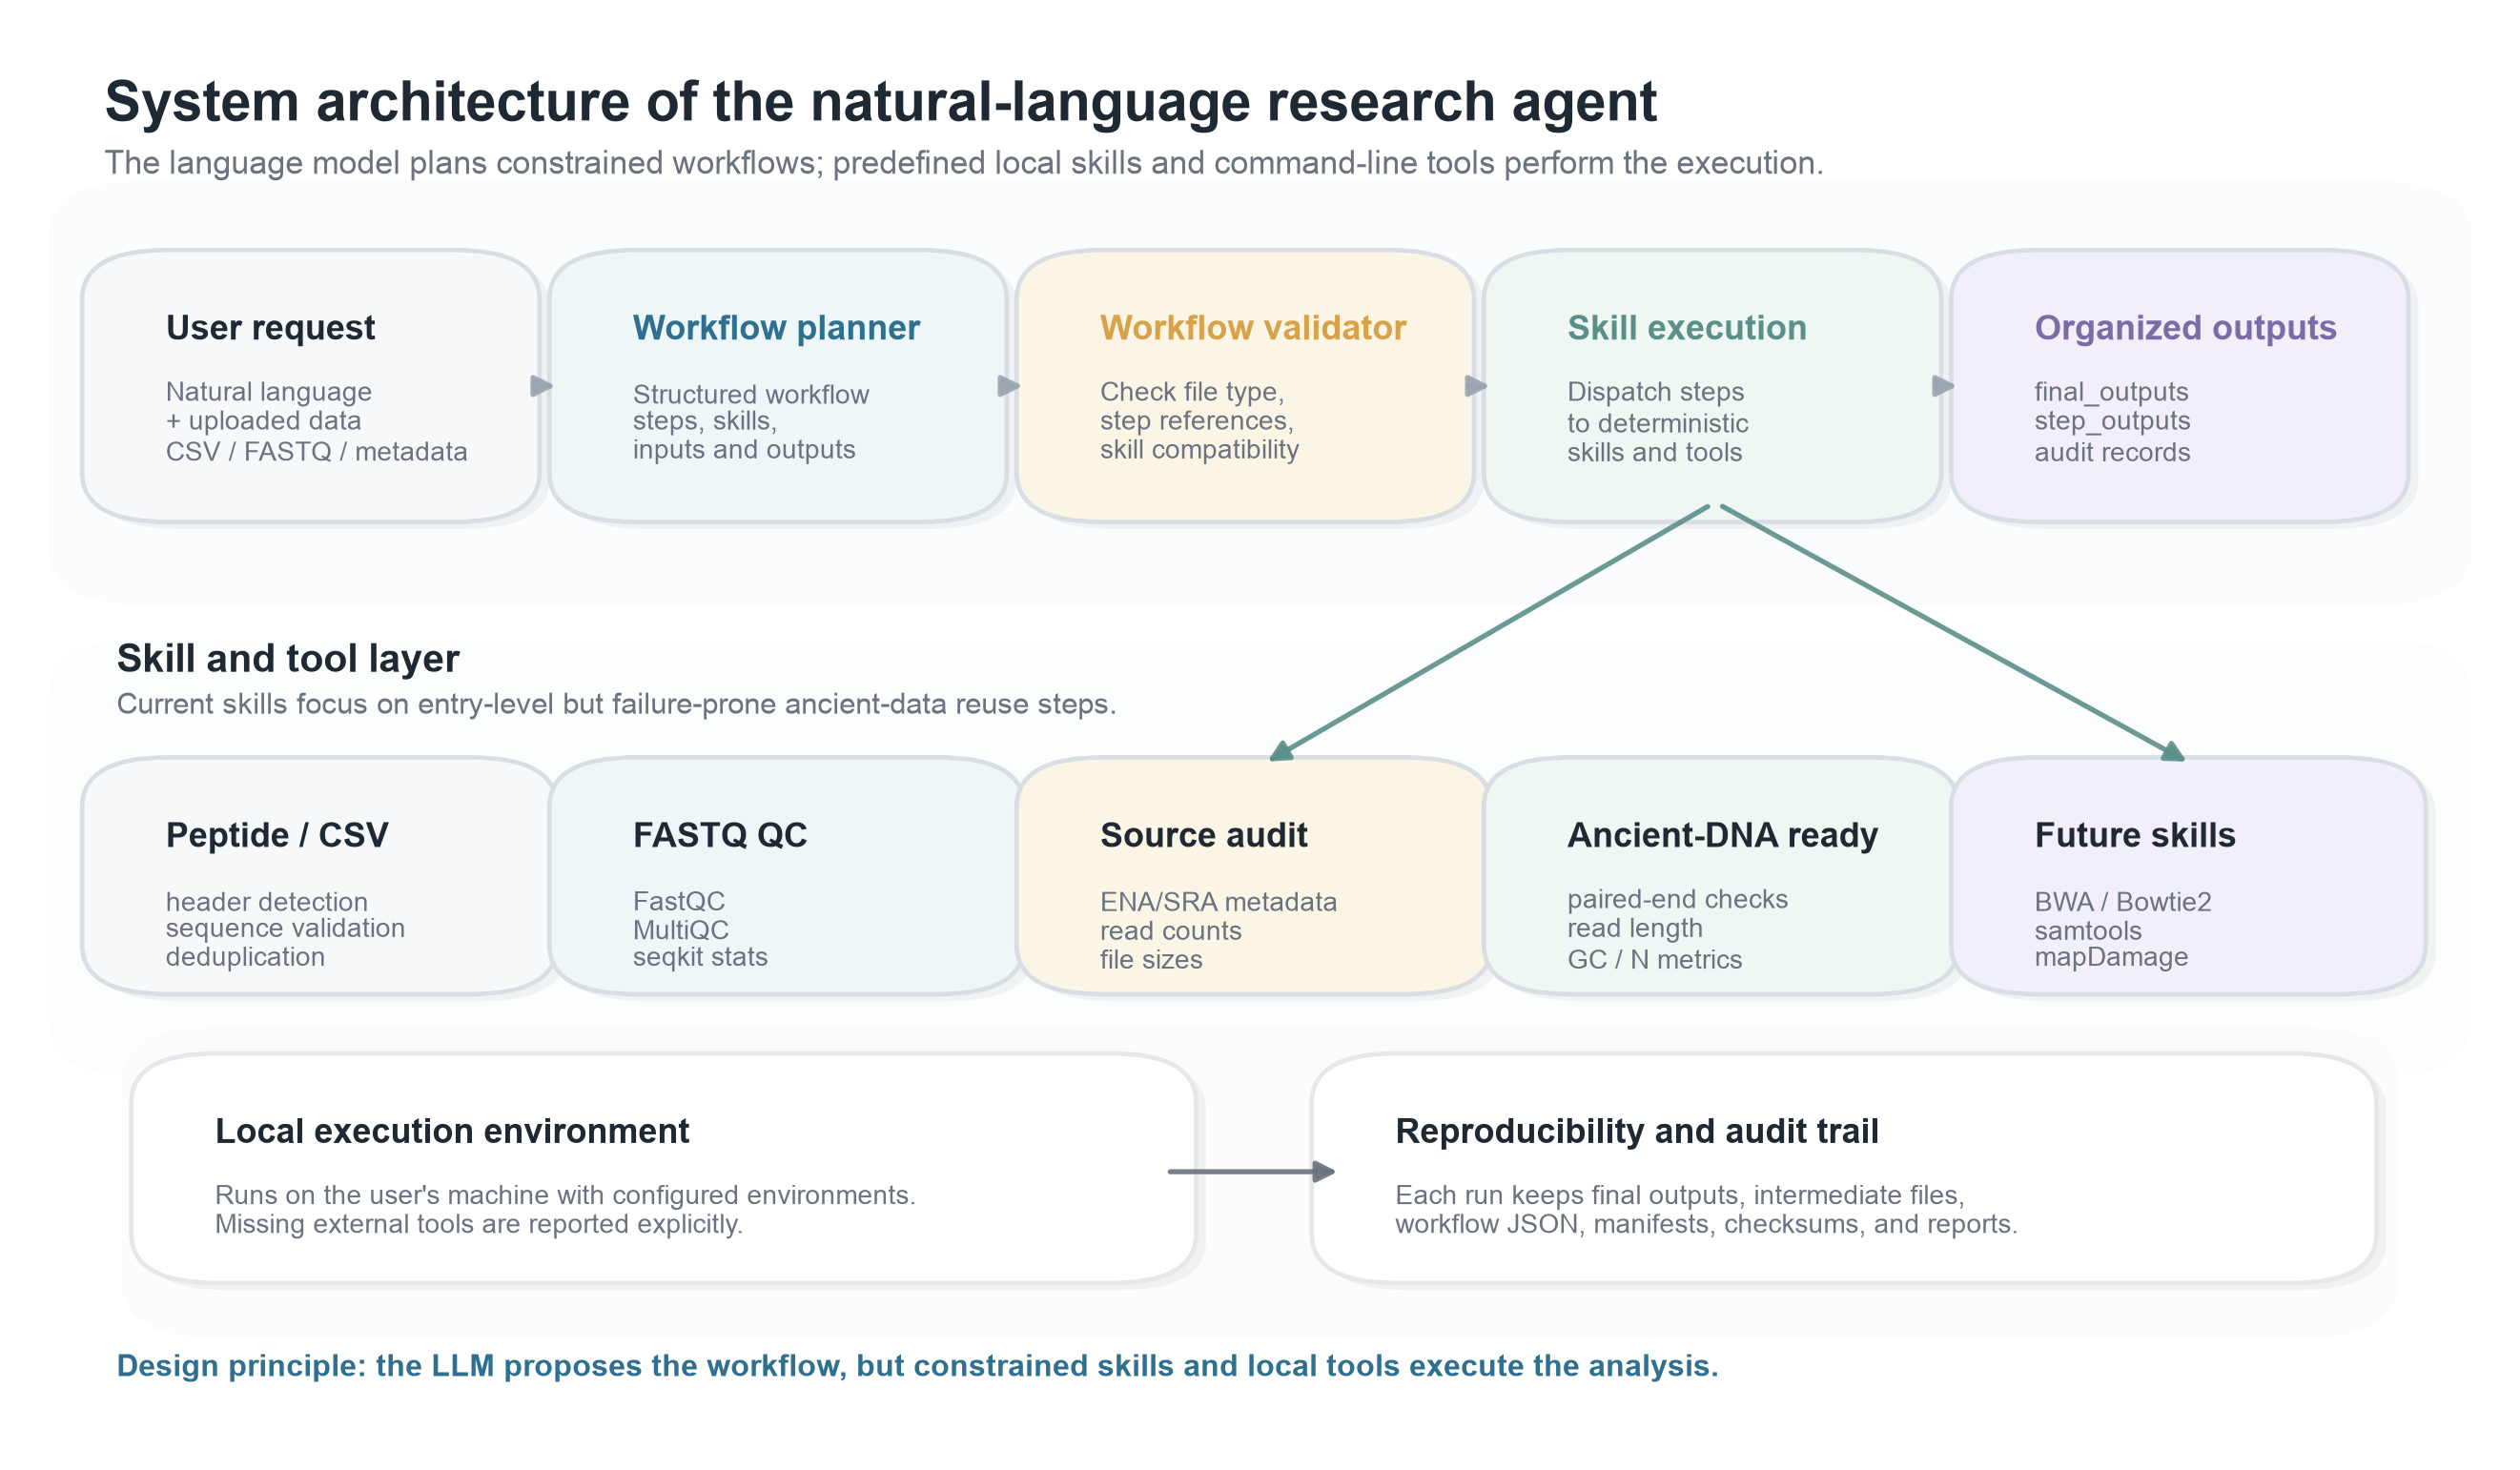 System architecture of the natural-language research agent
The language model plans constrained workflows; predefined local skills and command-line tools perform the execution.
User request
Natural language
+ uploaded data
CSV / FASTQ / metadata
Workflow planner
Structured workflow
steps, skills,
inputs and outputs
Workflow validator
Check file type,
step references,
skill compatibility
Skill execution
Dispatch steps
to deterministic
skills and tools
Organized outputs
final_outputs
step_outputs
audit records
Skill and tool layer
Current skills focus on entry-level but failure-prone ancient-data reuse steps.
Peptide / CSV
header detection
sequence validation
deduplication
FASTQ QC
FastQC
MultiQC
seqkit stats
Source audit
ENA/SRA metadata
read counts
file sizes
Ancient-DNA ready
paired-end checks
read length
GC / N metrics
Future skills
BWA / Bowtie2
samtools
mapDamage
Local execution environment
Runs on the user's machine with configured environments.
Missing external tools are reported explicitly.
Reproducibility and audit trail
Each run keeps final outputs, intermediate files,
workflow JSON, manifests, checksums, and reports.
Design principle: the LLM proposes the workflow, but constrained skills and local tools execute the analysis.